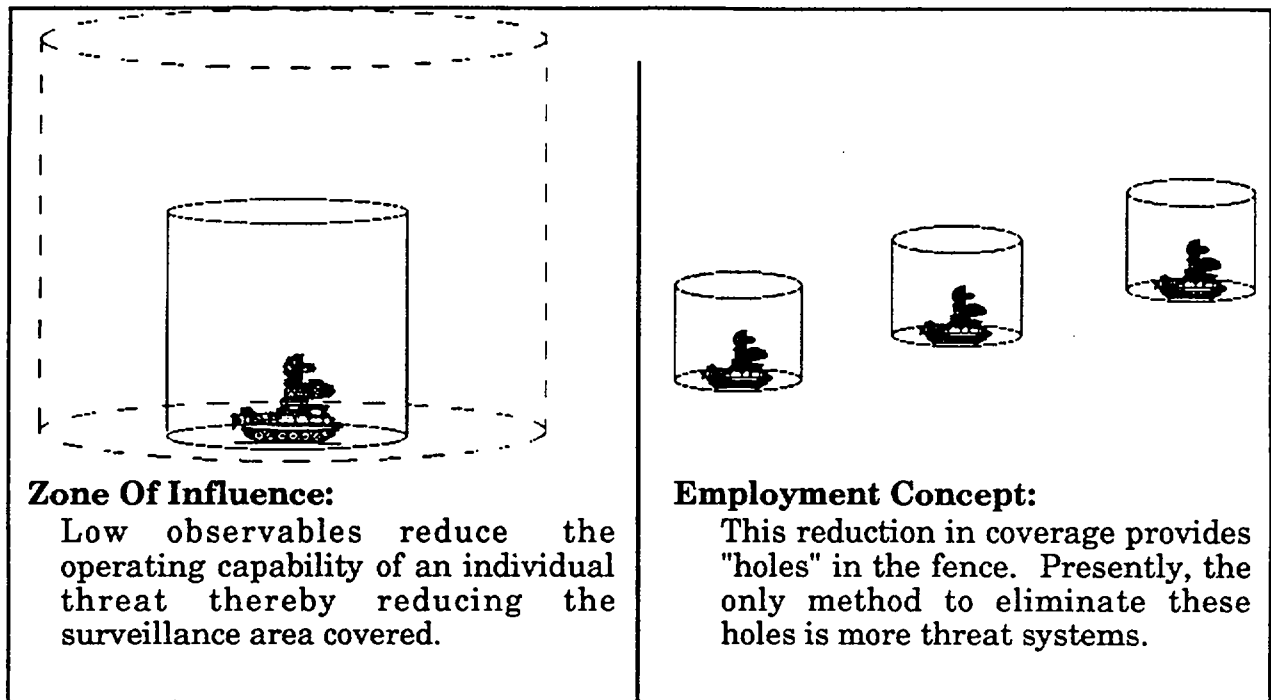 Zone Of Influence:
Low observables reduce the
operating capability of an individual
threat thereby reducing the
surveillance area covered.
Employment Concept:
This reduction in coverage provides
"holes" in the fence. Presently, the
only method to eliminate these
holes is more threat systems.